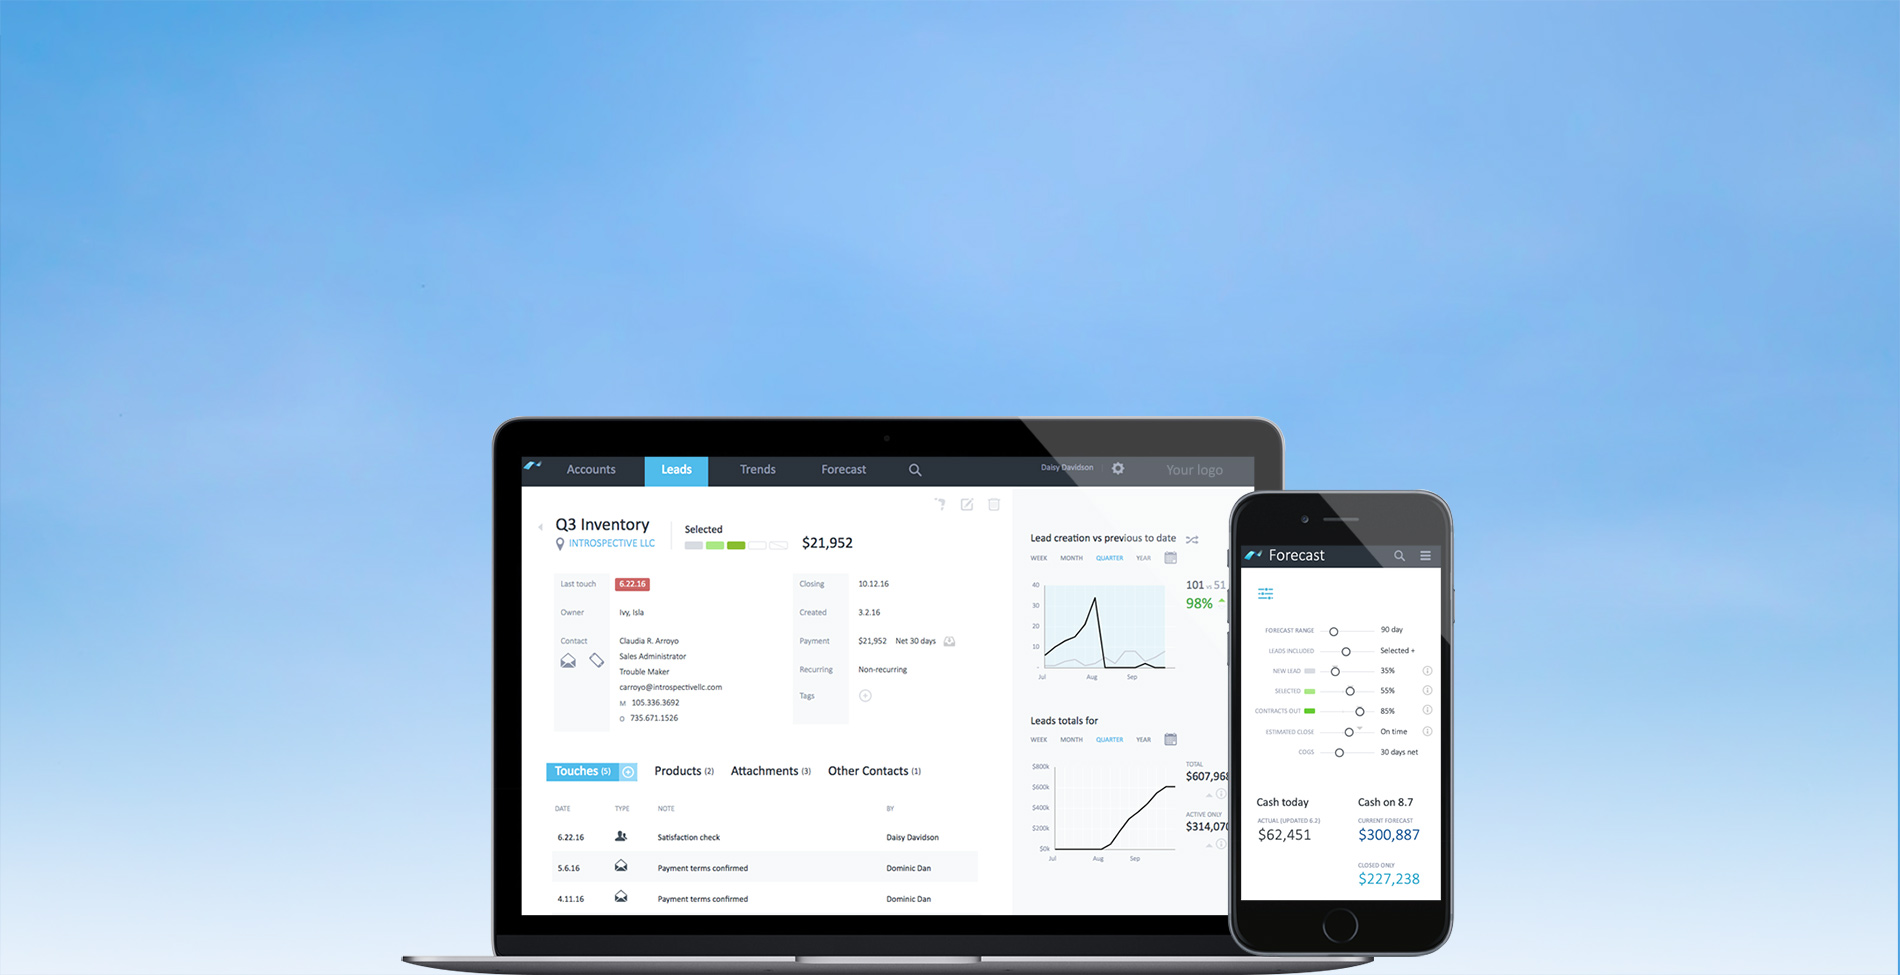 Accounts
Leads
Trends
Forecast
Daisy Davidson
Your logo
Q3 Inventory
INTROSPECTIVE LLC
Selected
$21,952
Last touch 6.22.16
Owner Ivy, Isla
Contact Claudia R. Arroyo
Sales Administrator
Trouble Maker
carroyo@introspectivellc.com
M 105.336.3692
O 735.671.1526
Closing 10.12.16
Created 3.2.16
Payment $21,952 Net 30 days
Recurring Non-recurring
Tags
Touches (5)
Products (2)
Attachments (3)
Other Contacts (1)
DATE TYPE NOTE BY
6.22.16 Satisfaction check Daisy Davidson
5.6.16 Payment terms confirmed Dominic Dan
4.11.16 Payment terms confirmed Dominic Dan
Lead creation vs previous to date
WEEK MONTH QUARTER YEAR
40
30
20
10
-
Jul Aug Sep
101 vs 51
98%
Leads totals for
WEEK MONTH QUARTER YEAR
$800k
$600k
$400k
$200k
$0k
Jul Aug Sep
TOTAL
$607,968
ACTIVE ONLY
$314,070
Forecast
FORECAST RANGE 90 day
LEADS INCLUDED Selected +
NEW LEAD 35%
SELECTED 55%
CONTRACTS OUT 85%
ESTIMATED CLOSE On time
COGS 30 days net
Cash today
ACTUAL (UPDATED 6.2)
$62,451
Cash on 8.7
CURRENT FORECAST
$300,887
CLOSED ONLY
$227,238